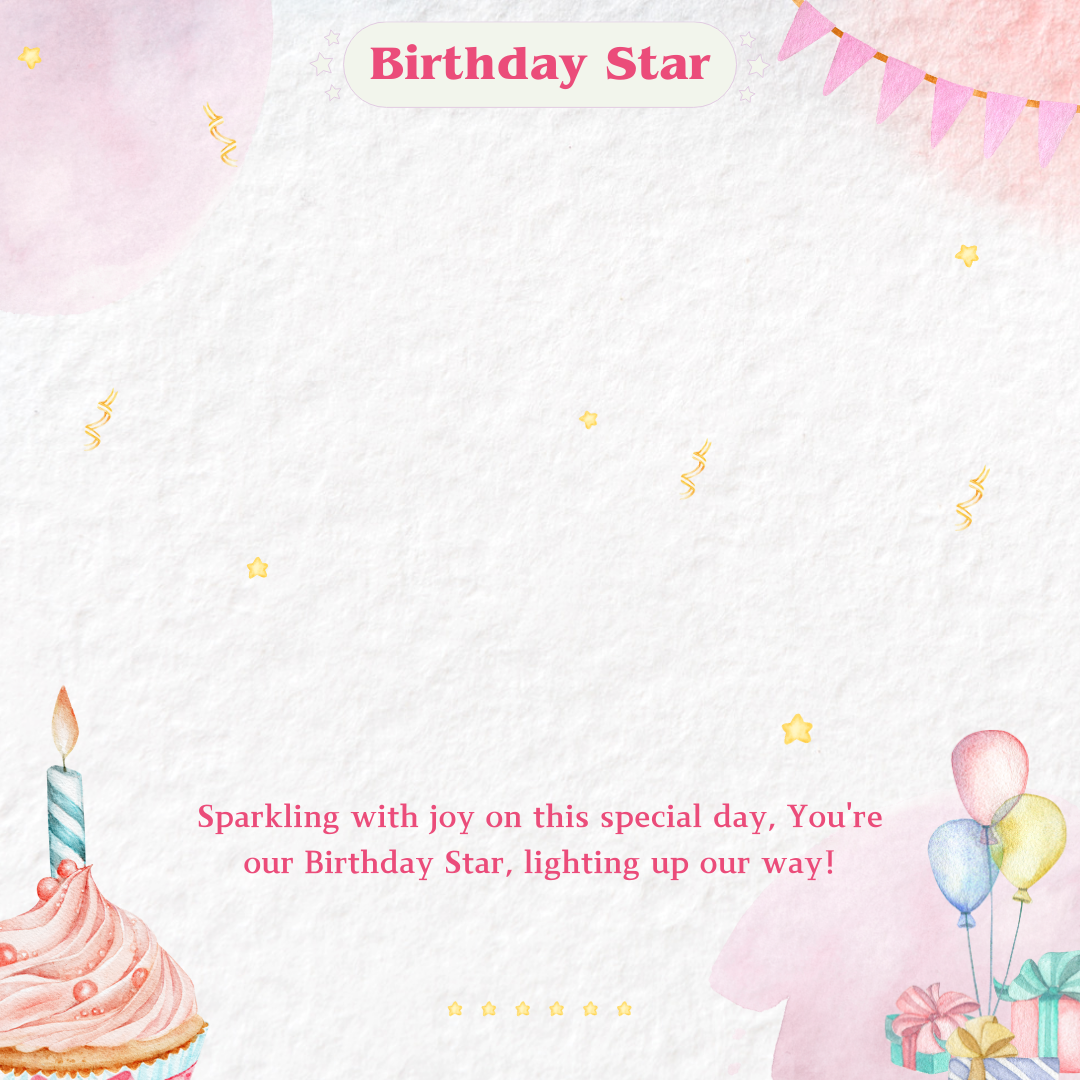 Birthday Star
Sparkling with joy on this special day, You're
our Birthday Star, lighting up our way!